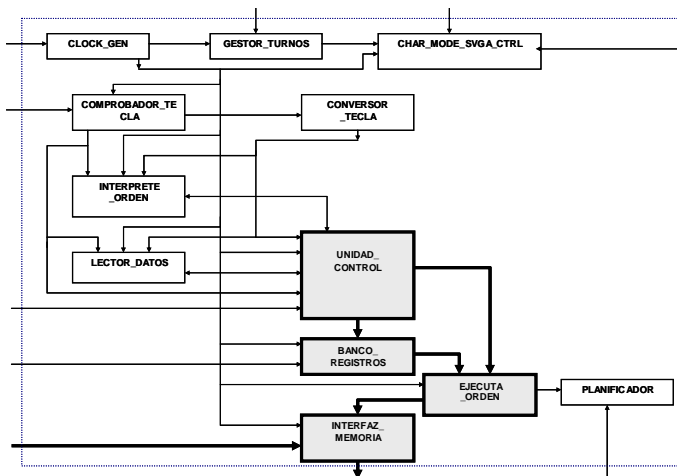 CLOCK_GEN
GESTOR_TURNOS
CHAR_MODE_SVGA_CTRL
COMPROBADOR_TE
CLA
CONVERSOR
_TECLA
INTERPRETE
_ORDEN
LECTOR_DATOS
UNIDAD_
CONTROL
BANCO_
REGISTROS
EJECUTA
_ORDEN
PLANIFICADOR
INTERFAZ_
MEMORIA